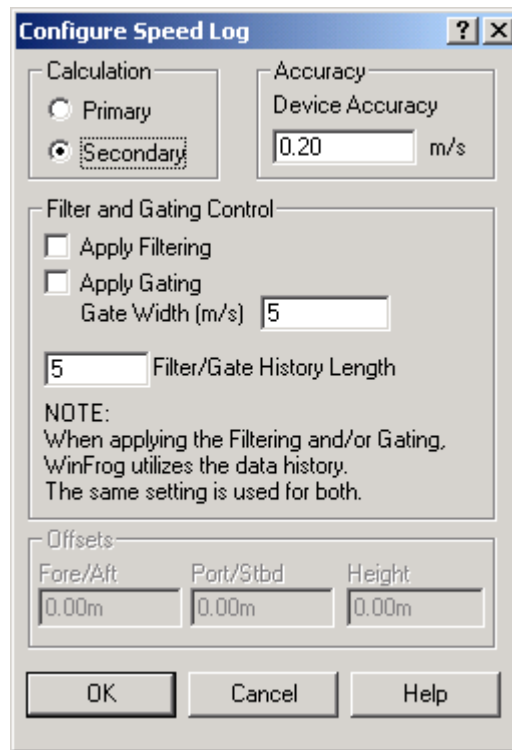 Configure Speed Log
Calculation
Primary
Secondary
Accuracy
Device Accuracy
0.20 m/s
Filter and Gating Control
Apply Filtering
Apply Gating
Gate Width (m/s) 5
5 Filter/Gate History Length
NOTE:
When applying the Filtering and/or Gating,
WinFrog utilizes the data history.
The same setting is used for both.
Offsets
Fore/Aft Port/Stbd Height
0.00m 0.00m 0.00m
OK Cancel Help